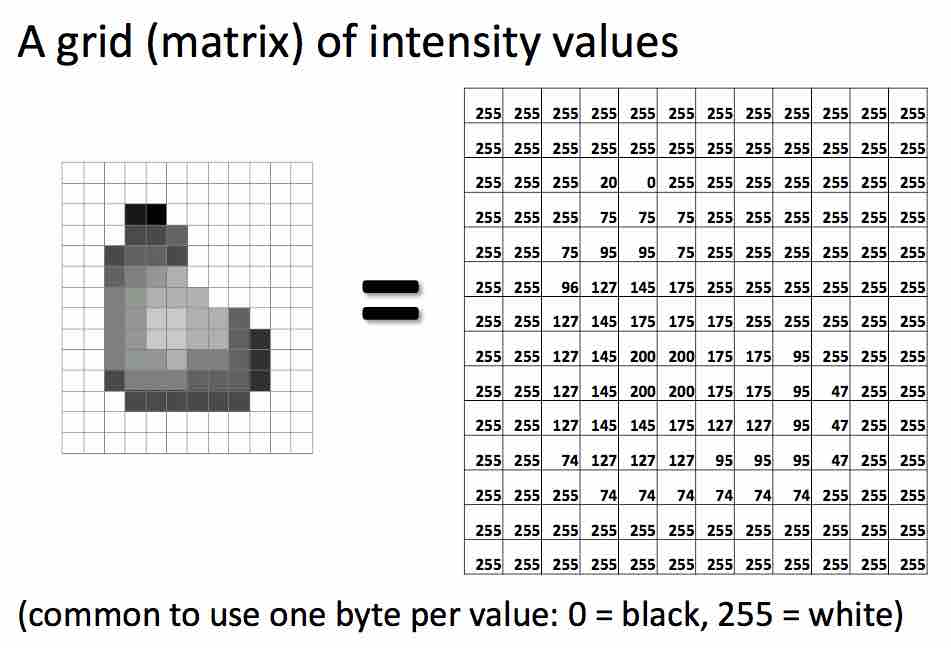 A grid (matrix) of intensity values
255 255 255 255 255 255 255 255 255 255 255 255
255 255 255 255 255 255 255 255 255 255 255 255
255 255 255 20 0 255 255 255 255 255 255 255
255 255 255 75 75 75 255 255 255 255 255 255
255 255 75 95 95 75 255 255 255 255 255 255
255 255 96 127 145 175 255 255 255 255 255 255
255 255 127 145 175 175 175 255 255 255 255 255
255 255 127 145 200 200 175 175 95 255 255 255
255 255 127 145 200 200 175 175 95 47 255 255
255 255 127 145 145 175 127 127 95 47 255 255
255 255 74 127 127 127 95 95 95 47 255 255
255 255 255 74 74 74 74 74 74 255 255 255
255 255 255 255 255 255 255 255 255 255 255 255
255 255 255 255 255 255 255 255 255 255 255 255
=
(common to use one byte per value: 0 = black, 255 = white)